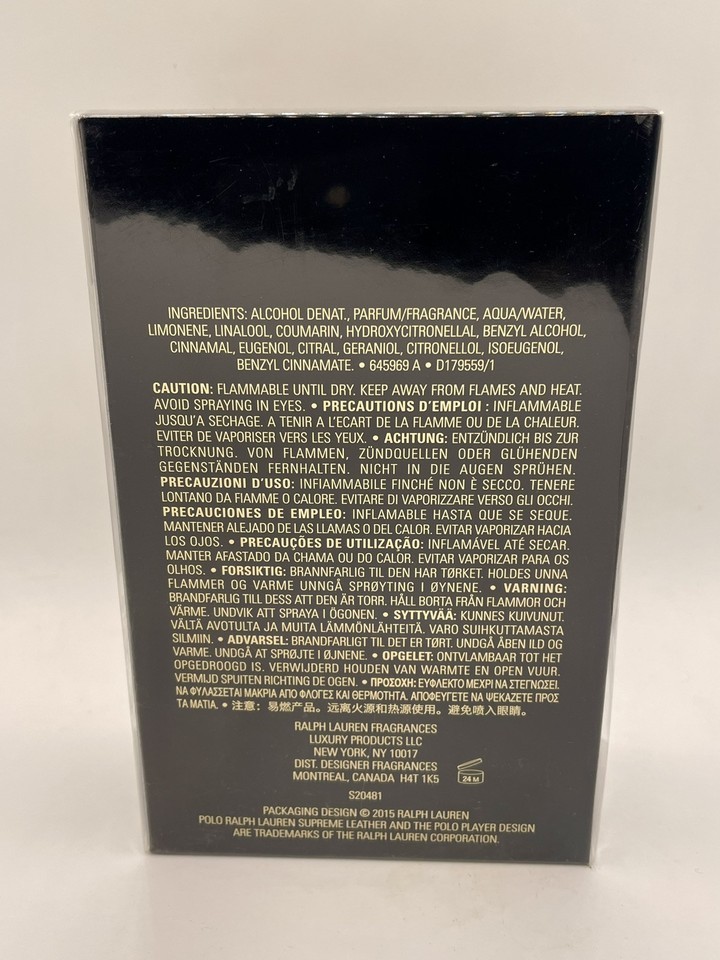 INGREDIENTS: ALCOHOL DENAT., PARFUM/FRAGRANCE, AQUA/WATER,
LIMONENE, LINALOOL, COUMARIN, HYDROXYCITRONELLAL, BENZYL ALCOHOL,
CINNAMAL, EUGENOL, CITRAL, GERANIOL, CITRONELLOL, ISOEUGENOL,
BENZYL CINNAMATE. • 645969 A • D179559/1
CAUTION: FLAMMABLE UNTIL DRY. KEEP AWAY FROM FLAMES AND HEAT.
AVOID SPRAYING IN EYES. • PRECAUTIONS D'EMPLOI : INFLAMMABLE
JUSQU'A SECHAGE. A TENIR A L'ECART DE LA FLAMME OU DE LA CHALEUR.
EVITER DE VAPORISER VERS LES YEUX. • ACHTUNG: ENTZÜNDLICH BIS ZUR
TROCKNUNG. VON FLAMMEN, ZÜNDQUELLEN ODER GLÜHENDEN
GEGENSTÄNDEN FERNHALTEN. NICHT IN DIE AUGEN SPRÜHEN.
PRECAUZIONI D'USO: INFIAMMABILE FINCHÉ NON È SECCO. TENERE
LONTANO DA FIAMME O CALORE. EVITARE DI VAPORIZZARE VERSO GLI OCCHI.
PRECAUCIONES DE EMPLEO: INFLAMABLE HASTA QUE SE SEQUE.
MANTENER ALEJADO DE LAS LLAMAS O DEL CALOR. EVITAR VAPORIZAR HACIA
LOS OJOS. • PRECAUÇÕES DE UTILIZAÇÃO: INFLAMÁVEL ATÉ SECAR.
MANTER AFASTADO DA CHAMA OU DO CALOR. EVITAR VAPORIZAR PARA OS
OLHOS. • FORSIKTIG: BRANNFARLIG TIL DEN HAR TØRKET. HOLDES UNNA
FLAMMER OG VARME UNNGÅ SPRØYTING I ØYNENE. • VARNING:
BRANDFARLIG TILL DESS ATT DEN ÄR TORR. HÅLL BORTA FRÅN FLAMMOR OCH
VÄRME. UNDVIK ATT SPRAYA I ÖGONEN. • SYTTYVÄÄ: KUNNES KUIVUNUT.
VÄLTÄ AVOTULTA JA MUITA LÄMMÖNLÄHTEITÄ. VARO SUIHKUTTAMASTA
SILMIIN. • ADVARSEL: BRANDFARLIGT TIL DET ER TØRT. UNDGÅ ÅBEN ILD OG
VARME. UNDGÅ AT SPRØJTE I ØJNENE. • OPGELET: ONTVLAMBAAR TOT HET
OPGEDROOGD IS. VERWIJDERD HOUDEN VAN WARMTE EN OPEN VUUR.
VERMIJD SPUITEN RICHTING DE OGEN. • ΠΡΟΣΟΧΗ: ΕΥΦΛΕΚΤΟ ΜΕΧΡΙ ΝΑ ΣΤΕΓΝΩΣΕΙ.
ΝΑ ΦΥΛΑΣΣΕΤΑΙ ΜΑΚΡΙΑ ΑΠΟ ΦΛΟΓΕΣ ΚΑΙ ΘΕΡΜΟΤΗΤΑ. ΑΠΟΦΕΥΓΕΤΕ ΝΑ ΨΕΚΑΖΕΤΕ ΠΡΟΣ
ΤΑ ΜΑΤΙΑ. • 注意：易燃产品。远离火源和热源使用。避免喷入眼睛。
RALPH LAUREN FRAGRANCES
LUXURY PRODUCTS LLC
NEW YORK, NY 10017
DIST. DESIGNER FRAGRANCES
MONTREAL, CANADA H4T 1K5
24 M
S20481
PACKAGING DESIGN © 2015 RALPH LAUREN
POLO RALPH LAUREN SUPREME LEATHER AND THE POLO PLAYER DESIGN
ARE TRADEMARKS OF THE RALPH LAUREN CORPORATION.